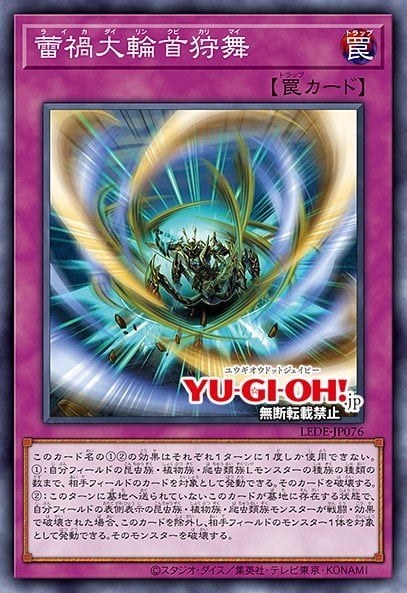 ライカダイリンクビカリマイ
蕾禍大輪首狩舞
トラップ
罠
トラップ
【罠カード】
ユウギオウドットジェイピー
YU-GI-OH!.jp
無断転載禁止
LEDE-JP076
このカード名の①②の効果はそれぞれ1ターンに1度しか使用できない。
①：自分フィールドの昆虫族・植物族・爬虫類族Lモンスターの種族の種類の
数まで、相手フィールドのカードを対象として発動できる。そのカードを破壊する。
②：このターンに墓地へ送られていないこのカードが墓地に存在する状態で、
自分フィールドの表側表示の昆虫族・植物族・爬虫類族モンスターが戦闘・効果
で破壊された場合、このカードを除外し、相手フィールドのモンスター1体を対象
として発動できる。そのモンスターを破壊する。
©スタジオ・ダイス／集英社・テレビ東京・KONAMI